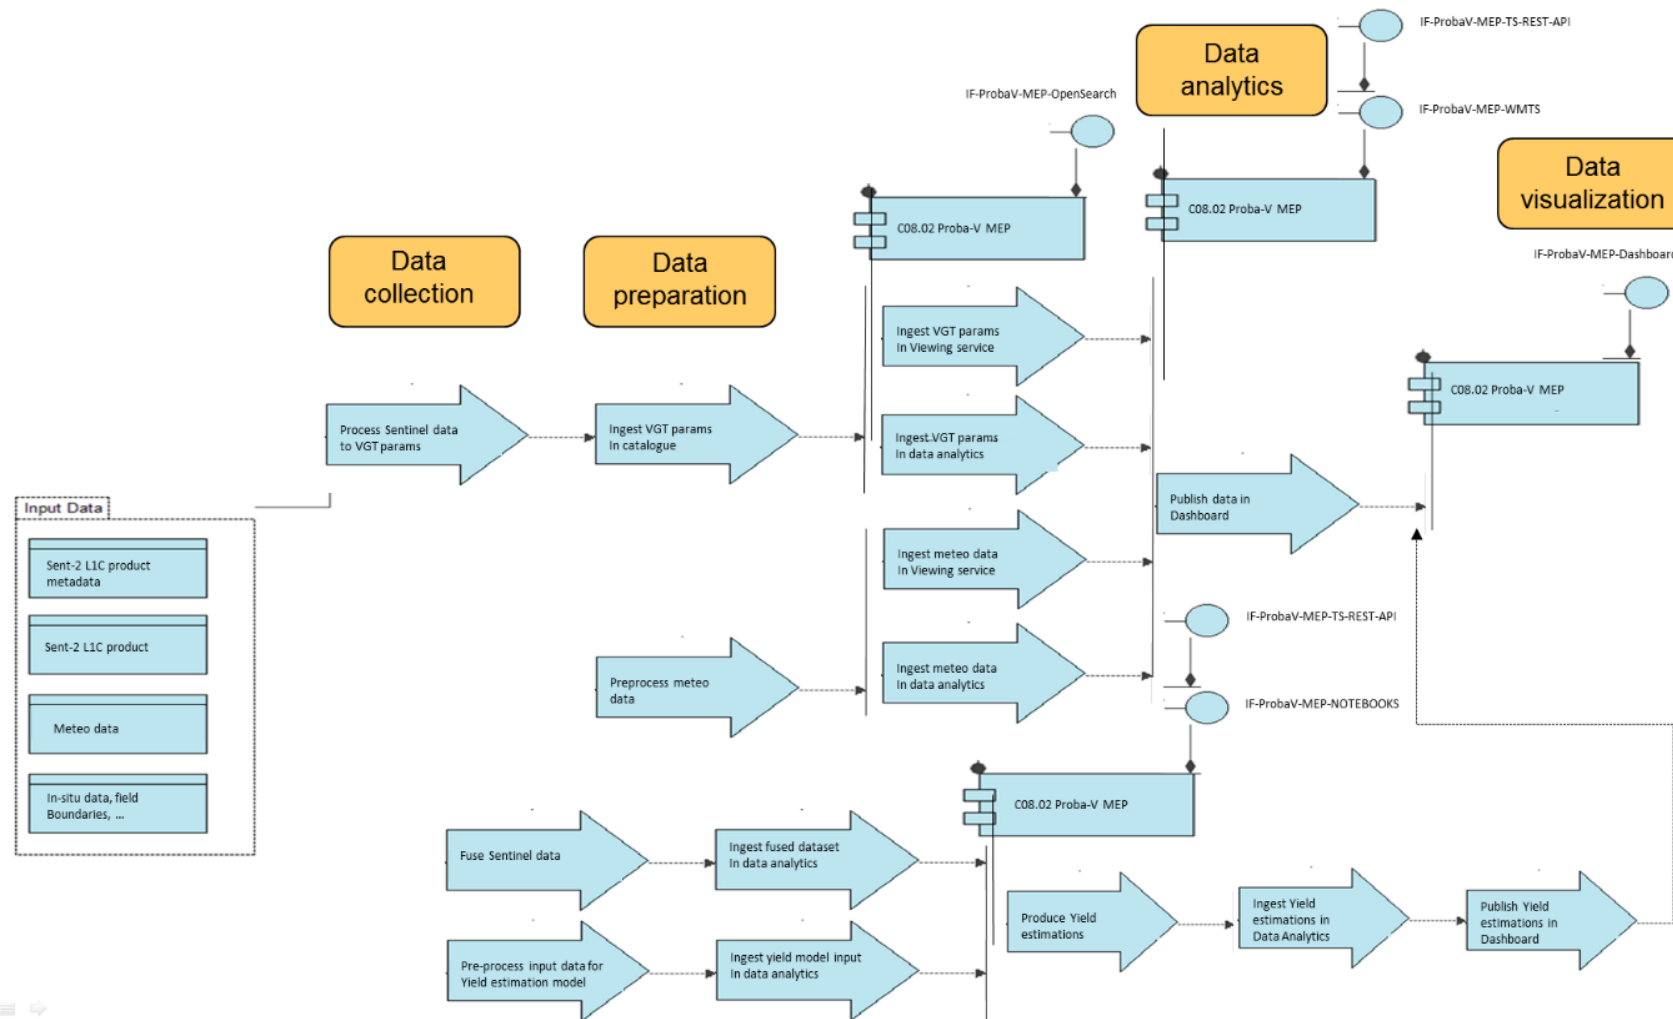 IF-ProbaV-MEP-TS-REST-API
Data
analytics
IF-ProbaV-MEP-OpenSearch
IF-ProbaV-MEP-WMTS
Data
visualization
C08.02 Proba-V MEP
C08.02 Proba-V MEP
IF-ProbaV-MEP-Dashboard
Data
collection
Data
preparation
Ingest VGT params
In Viewing service
C08.02 Proba-V MEP
Process Sentinel data
to VGT params
Ingest VGT params
In catalogue
Ingest VGT params
In data analytics
Publish data in
Dashboard
Input Data
Sent-2 L1C product
metadata
Sent-2 L1C product
Meteo data
In-situ data, field
Boundaries, ...
Ingest meteo data
In Viewing service
IF-ProbaV-MEP-TS-REST-API
Preprocess meteo
data
Ingest meteo data
In data analytics
IF-ProbaV-MEP-NOTEBOOKS
C08.02 Proba-V MEP
Fuse Sentinel data
Ingest fused dataset
In data analytics
Produce Yield
estimations
Ingest Yield
estimations in
Data Analytics
Publish Yield
estimations in
Dashboard
Pre-process input data for
Yield estimation model
Ingest yield model input
In data analytics